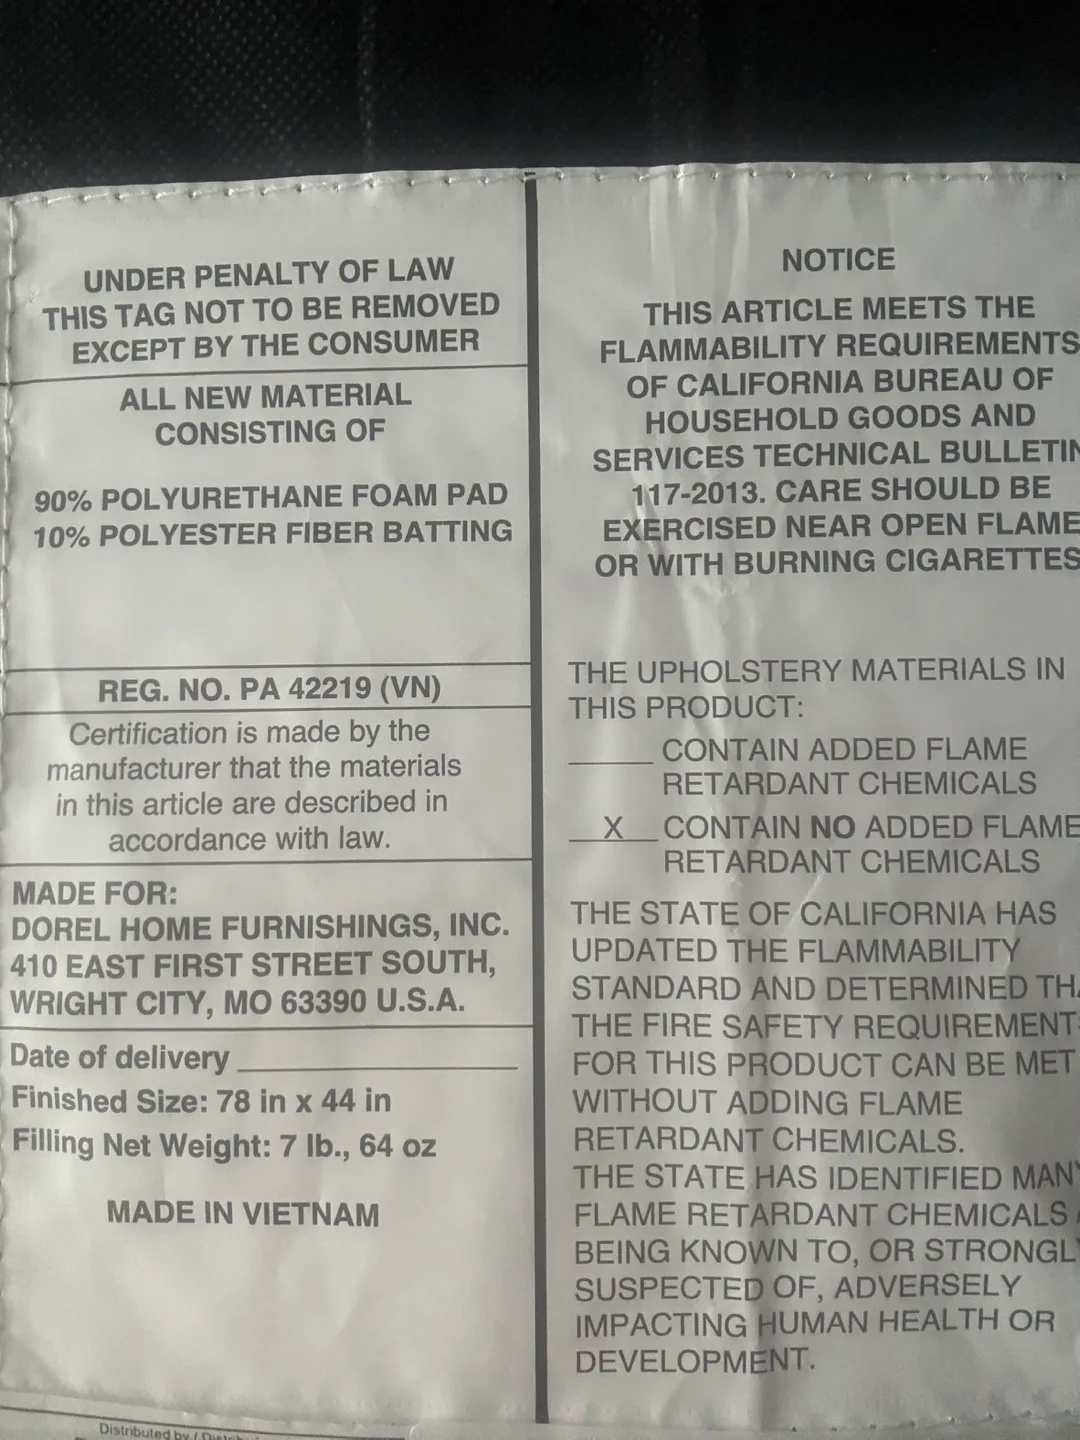 UNDER PENALTY OF LAW
THIS TAG NOT TO BE REMOVED
EXCEPT BY THE CONSUMER
ALL NEW MATERIAL
CONSISTING OF
90% POLYURETHANE FOAM PAD
10% POLYESTER FIBER BATTING
REG. NO. PA 42219 (VN)
Certification is made by the
manufacturer that the materials
in this article are described in
accordance with law.
MADE FOR:
DOREL HOME FURNISHINGS, INC.
410 EAST FIRST STREET SOUTH,
WRIGHT CITY, MO 63390 U.S.A.
Date of delivery
Finished Size: 78 in x 44 in
Filling Net Weight: 7 lb., 64 oz
MADE IN VIETNAM
Distributed by /
NOTICE
THIS ARTICLE MEETS THE
FLAMMABILITY REQUIREMENTS
OF CALIFORNIA BUREAU OF
HOUSEHOLD GOODS AND
SERVICES TECHNICAL BULLETIN
117-2013. CARE SHOULD BE
EXERCISED NEAR OPEN FLAME
OR WITH BURNING CIGARETTES
THE UPHOLSTERY MATERIALS IN
THIS PRODUCT:
CONTAIN ADDED FLAME
RETARDANT CHEMICALS
X CONTAIN NO ADDED FLAME
RETARDANT CHEMICALS
THE STATE OF CALIFORNIA HAS
UPDATED THE FLAMMABILITY
STANDARD AND DETERMINED
THE FIRE SAFETY REQUIREMENT
FOR THIS PRODUCT CAN BE MET
WITHOUT ADDING FLAME
RETARDANT CHEMICALS.
THE STATE HAS IDENTIFIED MANY
FLAME RETARDANT CHEMICALS
BEING KNOWN TO, OR STRONGLY
SUSPECTED OF, ADVERSELY
IMPACTING HUMAN HEALTH OR
DEVELOPMENT.